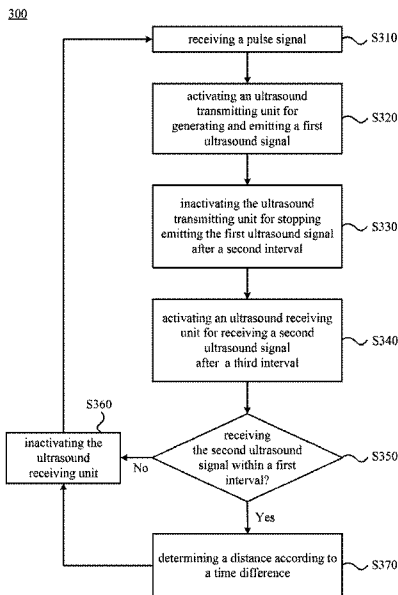 300
receiving a pulse signal
S310
activating an ultrasound
transmitting unit for
generating and emitting a first
ultrasound signal
S320
inactivating the ultrasound
transmitting unit for stopping
emitting the first ultrasound signal
after a second interval
S330
activating an ultrasound receiving
unit for receiving a second
ultrasound signal
after a third interval
S340
S360
inactivating the
ultrasound
receiving unit
No
receiving
the second ultrasound
signal within a first
interval?
S350
Yes
determining a distance according to
a time difference
S370